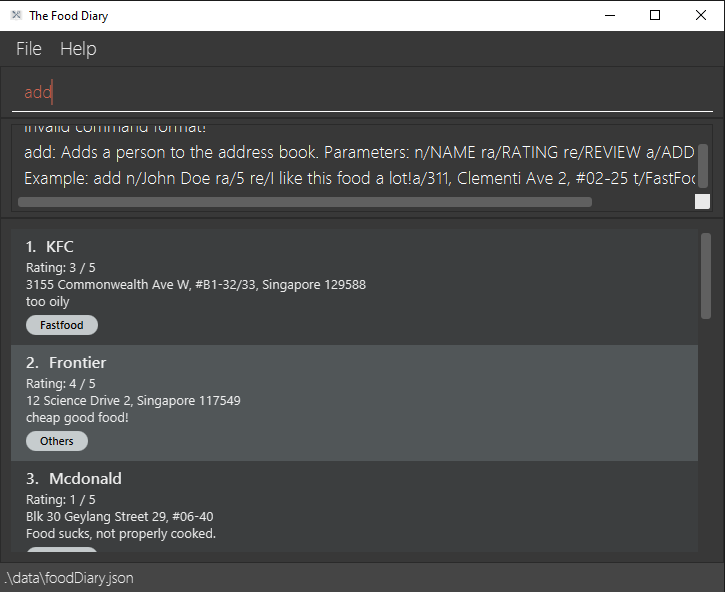 The Food Diary
File Help
add
Invalid command format!
add: Adds a person to the address book. Parameters: n/NAME ra/RATING re/REVIEW a/ADD
Example: add n/John Doe ra/5 re/I like this food a lot!a/311, Clementi Ave 2, #02-25 t/FastFoo
1. KFC
Rating: 3 / 5
3155 Commonwealth Ave W, #B1-32/33, Singapore 129588
too oily
Fastfood
2. Frontier
Rating: 4 / 5
12 Science Drive 2, Singapore 117549
cheap good food!
Others
3. Mcdonald
Rating: 1 / 5
Blk 30 Geylang Street 29, #06-40
Food sucks, not properly cooked.
.\data\foodDiary.json